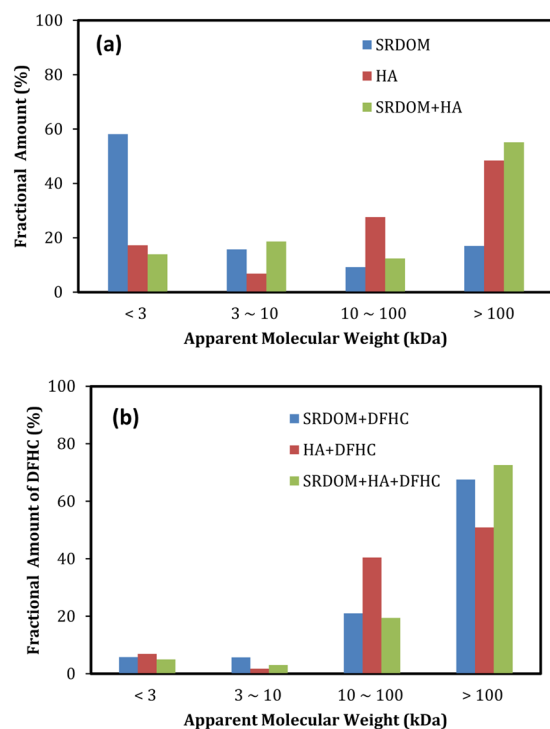 (a)
SRDOM
HA
SRDOM+HA
Fractional Amount (%)
100
80
60
40
20
0
< 3
3 ~ 10
10 ~ 100
> 100
Apparent Molecular Weight (kDa)
(b)
SRDOM+DFHC
HA+DFHC
SRDOM+HA+DFHC
Fractional Amount of DFHC (%)
100
80
60
40
20
0
< 3
3 ~ 10
10 ~ 100
> 100
Apparent Molecular Weight (kDa)